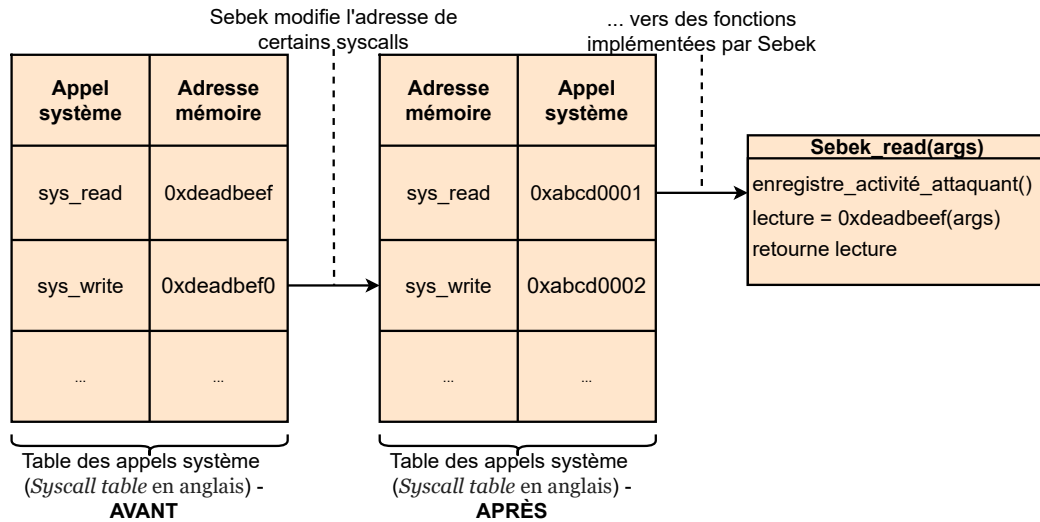 Sebek modifie l'adresse de
certains syscalls
... vers des fonctions
implémentées par Sebek
Appel
système
Adresse
mémoire
sys_read
0xdeadbeef
sys_write
0xdeadbef0
...
...
Table des appels système
(Syscall table en anglais) -
AVANT
Adresse
mémoire
Appel
système
sys_read
0xabcd0001
sys_write
0xabcd0002
...
...
Table des appels système
(Syscall table en anglais) -
APRÈS
Sebek_read(args)
enregistre_activité_attaquant()
lecture = 0xdeadbeef(args)
retourne lecture